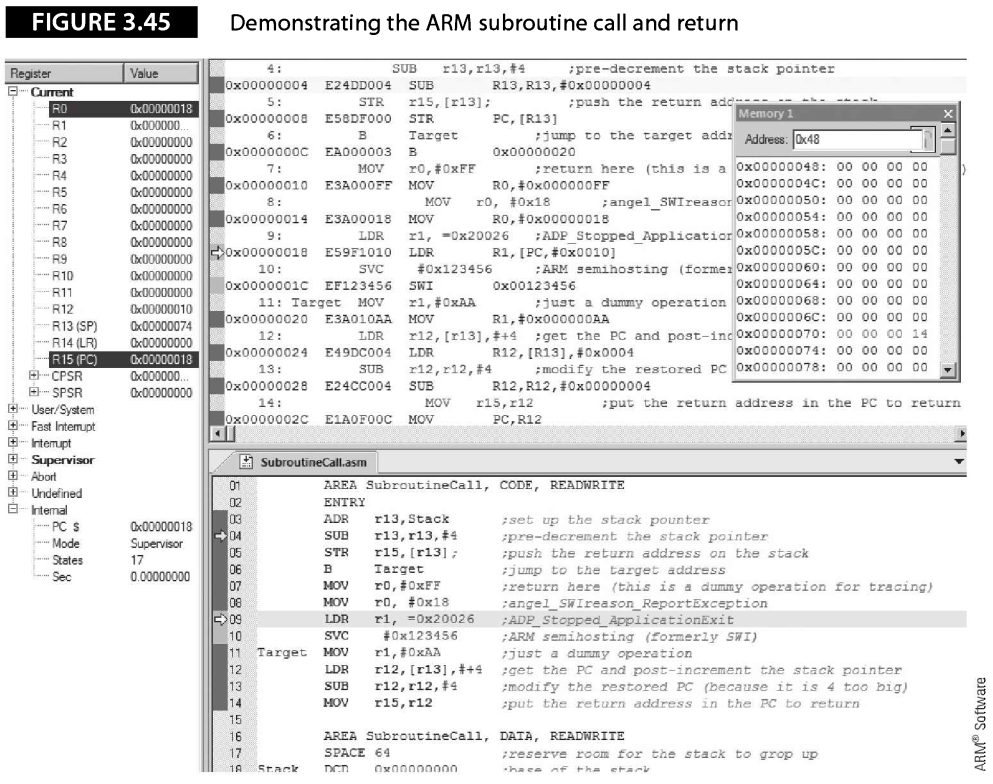 FIGURE 3.45
Demonstrating the ARM subroutine call and return
Register Value
Current
R0 0x00000018
R1 0x000000...
R2 0x00000000
R3 0x00000000
R4 0x00000000
R5 0x00000000
R6 0x00000000
R7 0x00000000
R8 0x00000000
R9 0x00000000
R10 0x00000000
R11 0x00000000
R12 0x00000010
R13 (SP) 0x00000074
R14 (LR) 0x00000000
R15 (PC) 0x00000018
CPSR 0x000000...
SPSR 0x00000000
User/System
Fast Interrupt
Interrupt
Supervisor
Abort
Undefined
Internal
PC $ 0x00000018
Mode Supervisor
States 17
Sec 0.00000000
4: SUB r13,r13,#4 ;pre-decrement the stack pointer
0x00000004 E24DD004 SUB R13,R13,#0x00000004
5: STR r15,[r13]; ;push the return address on the stack
0x00000008 E58DF000 STR PC,[R13]
6: B Target ;jump to the target addr
0x0000000C EA000003 B 0x00000020
7: MOV r0,#0xFF ;return here (this is a )
0x00000010 E3A000FF MOV R0,#0x000000FF
8: MOV r0, #0x18 ;angel_SWIreason
0x00000014 E3A00018 MOV R0,#0x00000018
9: LDR r1, =0x20026 ;ADP_Stopped_Application
0x00000018 E59F1010 LDR R1,[PC,#0x0010]
10: SVC #0x123456 ;ARM semihosting (former
0x0000001C EF123456 SWI 0x00123456
11: Target MOV r1,#0xAA ;just a dummy operation
0x00000020 E3A010AA MOV R1,#0x000000AA
12: LDR r12,[r13],#+4 ;get the PC and post-inc
0x00000024 E49DC004 LDR R12,[R13],#0x0004
13: SUB r12,r12,#4 ;modify the restored PC
0x00000028 E24CC004 SUB R12,R12,#0x00000004
14: MOV r15,r12 ;put the return address in the PC to return
0x0000002C E1A0F00C MOV PC,R12
Memory 1
Address: 0x48
0x00000048: 00 00 00 00
0x0000004C: 00 00 00 00
0x00000050: 00 00 00 00
0x00000054: 00 00 00 00
0x00000058: 00 00 00 00
0x0000005C: 00 00 00 00
0x00000060: 00 00 00 00
0x00000064: 00 00 00 00
0x00000068: 00 00 00 00
0x0000006C: 00 00 00 00
0x00000070: 00 00 00 14
0x00000074: 00 00 00 00
0x00000078: 00 00 00 00
SubroutineCall.asm
01 AREA SubroutineCall, CODE, READWRITE
02 ENTRY
03 ADR r13,Stack ;set up the stack pounter
04 SUB r13,r13,#4 ;pre-decrement the stack pointer
05 STR r15,[r13]; ;push the return address on the stack
06 B Target ;jump to the target address
07 MOV r0,#0xFF ;return here (this is a dummy operation for tracing)
08 MOV r0, #0x18 ;angel_SWIreason_ReportException
09 LDR r1, =0x20026 ;ADP_Stopped_ApplicationExit
10 SVC #0x123456 ;ARM semihosting (formerly SWI)
11 Target MOV r1,#0xAA ;just a dummy operation
12 LDR r12,[r13],#+4 ;get the PC and post-increment the stack pointer
13 SUB r12,r12,#4 ;modify the restored PC (because it is 4 too big)
14 MOV r15,r12 ;put the return address in the PC to return
15
16 AREA SubroutineCall, DATA, READWRITE
17 SPACE 64 ;reserve room for the stack to grop up
18 Stack DCD 0x00000000 ;base of the stack
ARM® Software